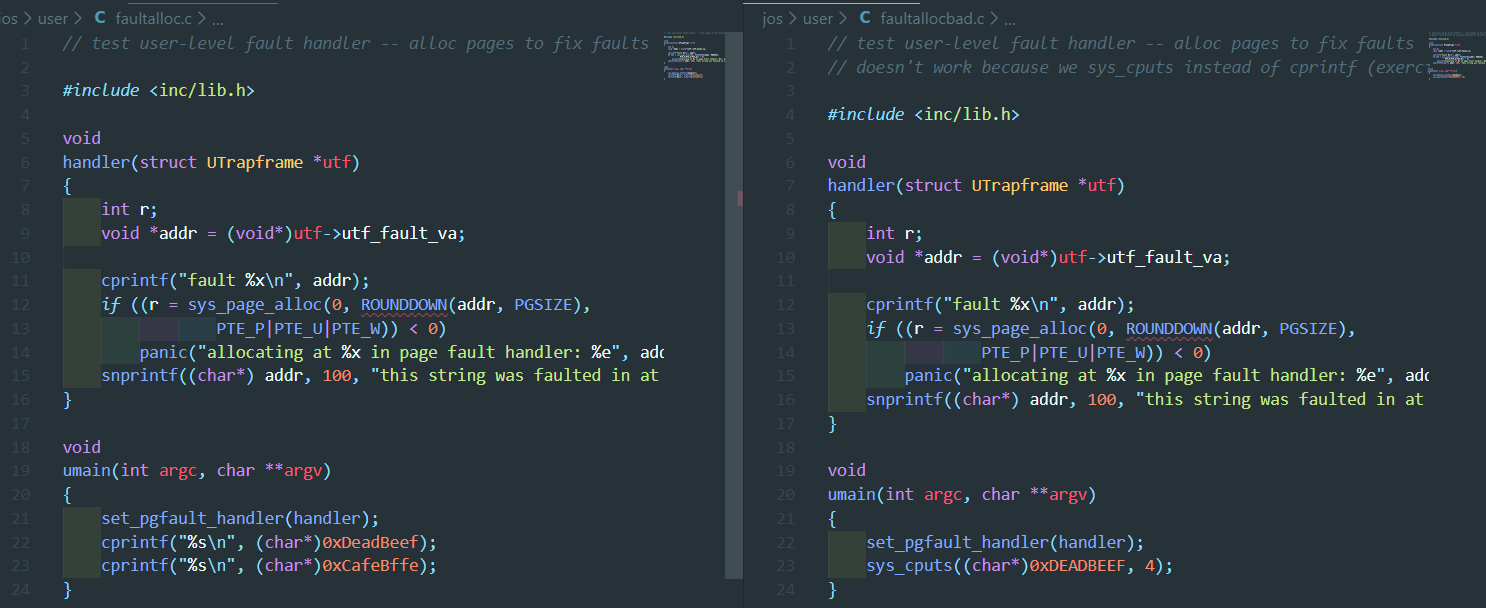 jos > user > C faultalloc.c > ...
1 // test user-level fault handler -- alloc pages to fix faults
2
3 #include <inc/lib.h>
4
5 void
6 handler(struct UTrapframe *utf)
7 {
8 int r;
9 void *addr = (void*)utf->utf_fault_va;
10
11 cprintf("fault %x\n", addr);
12 if ((r = sys_page_alloc(0, ROUNDDOWN(addr, PGSIZE),
13 PTE_P|PTE_U|PTE_W)) < 0)
14 panic("allocating at %x in page fault handler: %e", add
15 snprintf((char*) addr, 100, "this string was faulted in at
16 }
17
18 void
19 umain(int argc, char **argv)
20 {
21 set_pgfault_handler(handler);
22 cprintf("%s\n", (char*)0xDeadBeef);
23 cprintf("%s\n", (char*)0xCafeBffe);
24 }
jos > user > C faultallocbad.c > ...
1 // test user-level fault handler -- alloc pages to fix faults
2 // doesn't work because we sys_cputs instead of cprintf (exerc
3
4 #include <inc/lib.h>
5
6 void
7 handler(struct UTrapframe *utf)
8 {
9 int r;
10 void *addr = (void*)utf->utf_fault_va;
11
12 cprintf("fault %x\n", addr);
13 if ((r = sys_page_alloc(0, ROUNDDOWN(addr, PGSIZE),
14 PTE_P|PTE_U|PTE_W)) < 0)
15 panic("allocating at %x in page fault handler: %e", add
16 snprintf((char*) addr, 100, "this string was faulted in at
17 }
18
19 void
20 umain(int argc, char **argv)
21 {
22 set_pgfault_handler(handler);
23 sys_cputs((char*)0xDEADBEEF, 4);
24 }